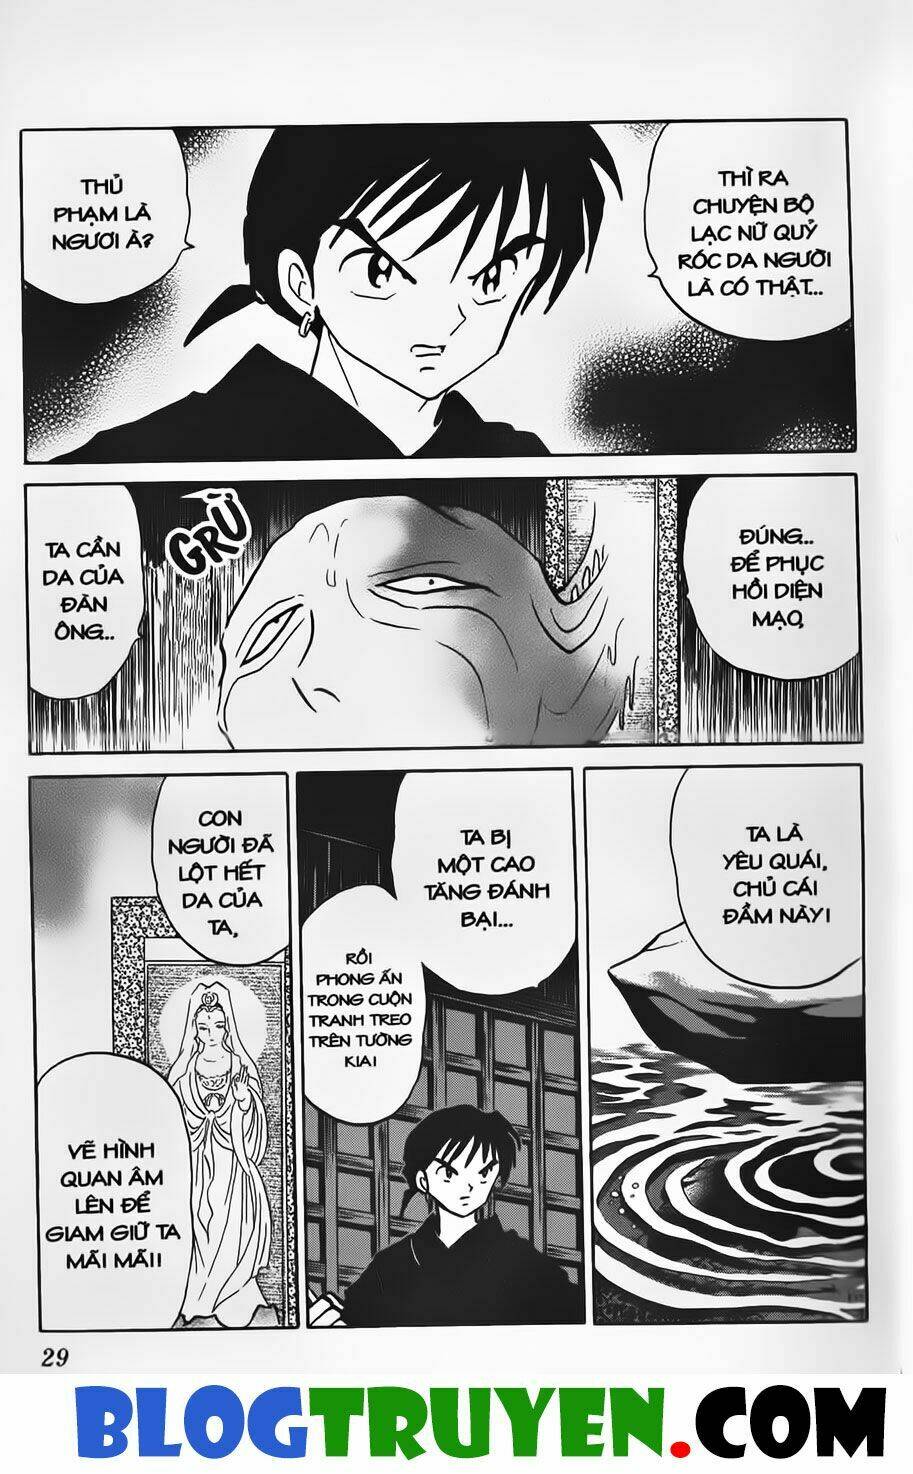 THÌ RA
CHUYỆN BỘ
LẠC NỮ QUỶ
RÓC DA NGƯỜI
LÀ CÓ THẬT...
THỦ
PHẠM LÀ
NGƯƠI À?
ĐÚNG..
ĐỂ PHỤC
HỒI DIỆN
MẠO,
GRỪ
TA CẦN
DA CỦA
ĐÀN
ÔNG..
TA LÀ
YÊU QUÁI,
CHỦ CÁI
ĐẦM NÀY!
TA BỊ
MỘT CAO
TĂNG ĐÁNH
BẠI...
RỒI
PHONG ẤN
TRONG CUỘN
TRANH TREO
TRÊN TƯỜNG
KIA!
CON
NGƯỜI ĐÃ
LỘT HẾT
DA CỦA
TA,
VẼ HÌNH
QUAN ÂM
LÊN ĐỂ
GIAM GIỮ TA
MÃI MÃI!
29
BLOGTRUYEN.COM